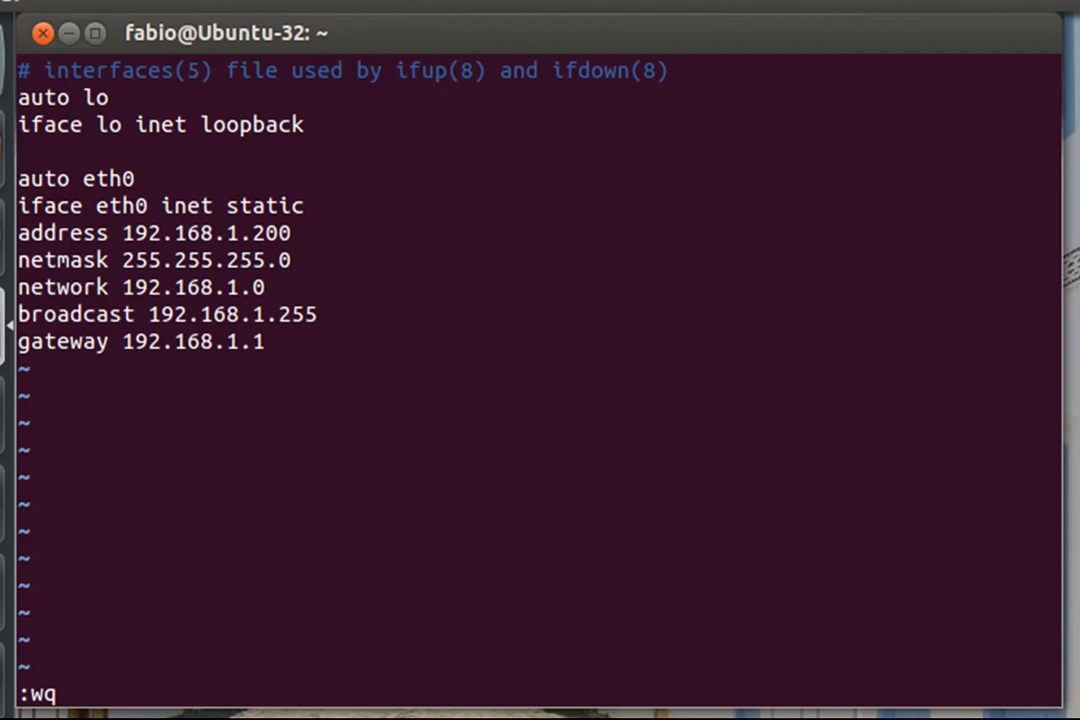 fabio@Ubuntu-32: ~
# interfaces(5) file used by ifup(8) and ifdown(8)
auto lo
iface lo inet loopback
auto eth0
iface eth0 inet static
address 192.168.1.200
netmask 255.255.255.0
network 192.168.1.0
broadcast 192.168.1.255
gateway 192.168.1.1
~
~
~
~
~
~
~
~
~
~
~
~
:wq